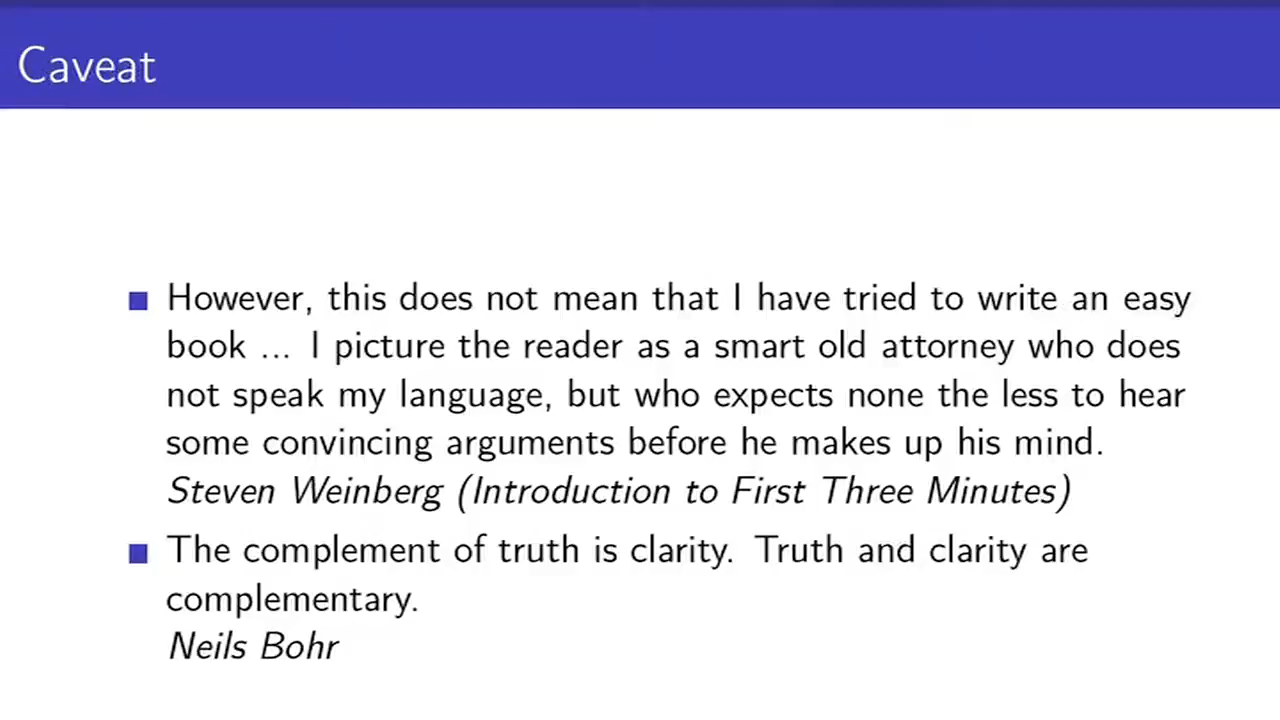 Caveat
However, this does not mean that I have tried to write an easy
book ... I picture the reader as a smart old attorney who does
not speak my language, but who expects none the less to hear
some convincing arguments before he makes up his mind.
Steven Weinberg (Introduction to First Three Minutes)
The complement of truth is clarity. Truth and clarity are
complementary.
Neils Bohr